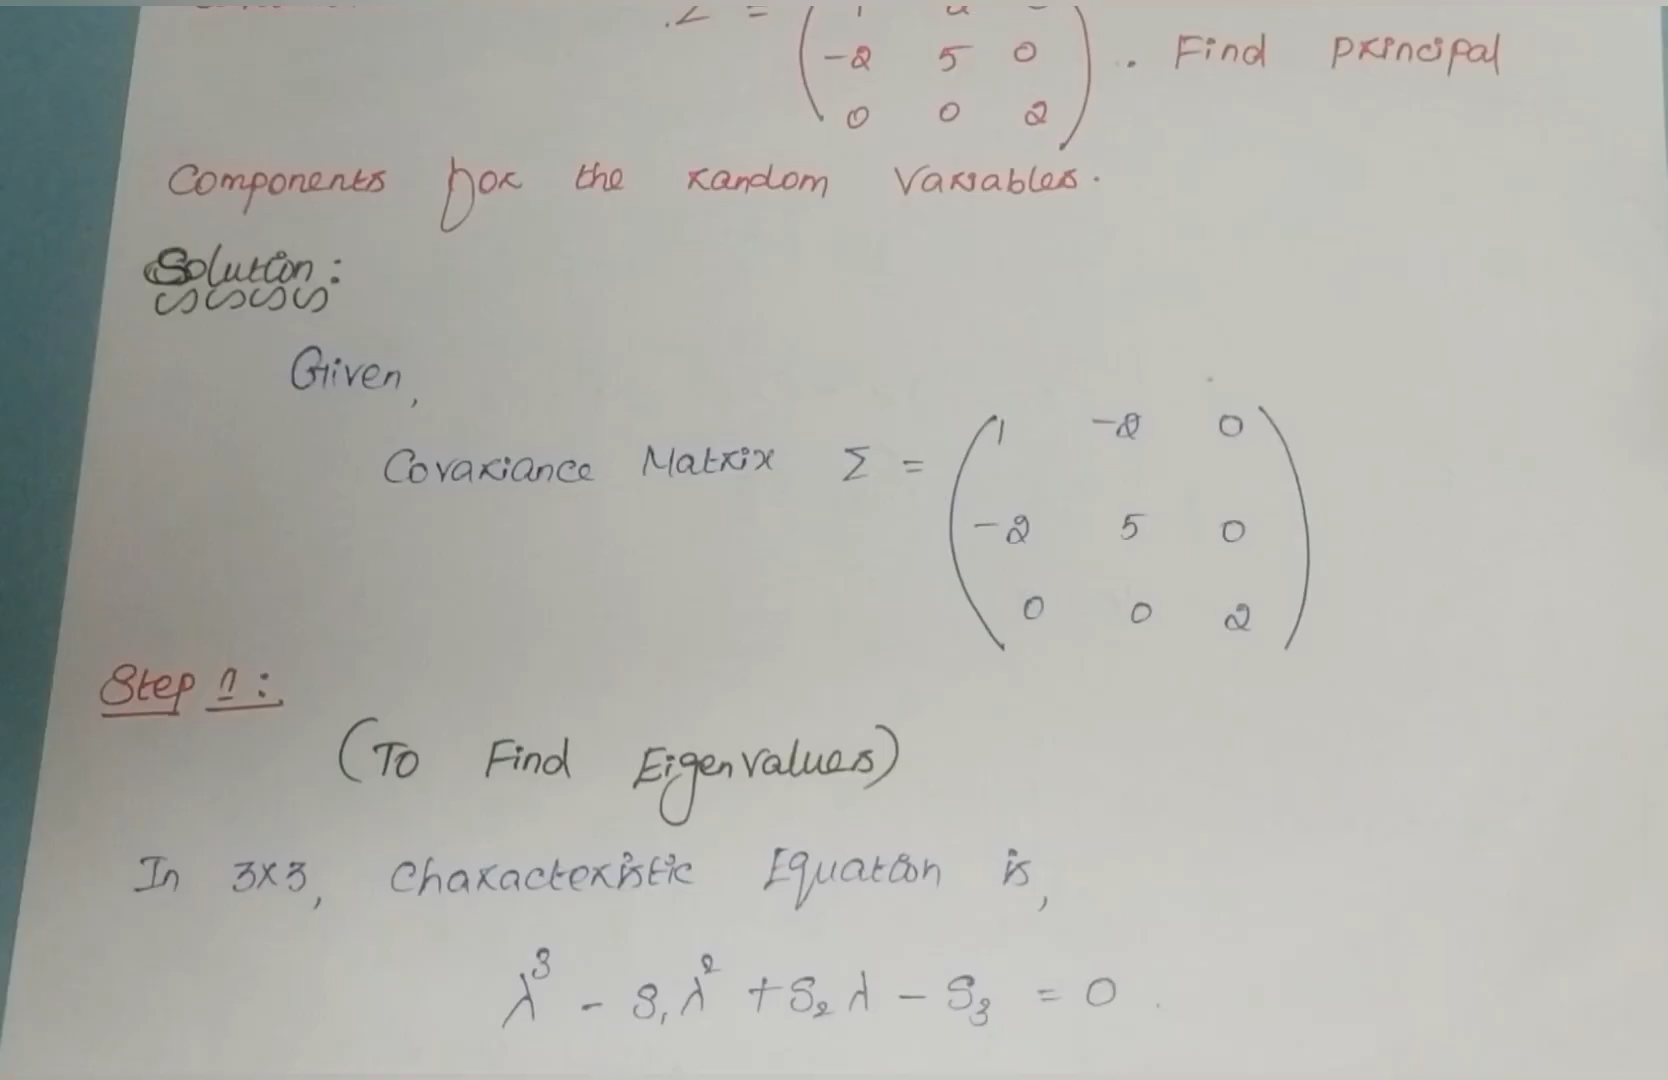 Σ =
-2 5 0 . Find principal
0 0 2
Components for the random variables.
Solution:
Given,
1 -2 0
Covariance Matrix Σ =
-2 5 0
0 0 2
Step 1:
(To Find Eigenvalues)
In 3x3, characteristic Equation is,
λ³ - S₁λ² + S₂λ - S₃ = 0.